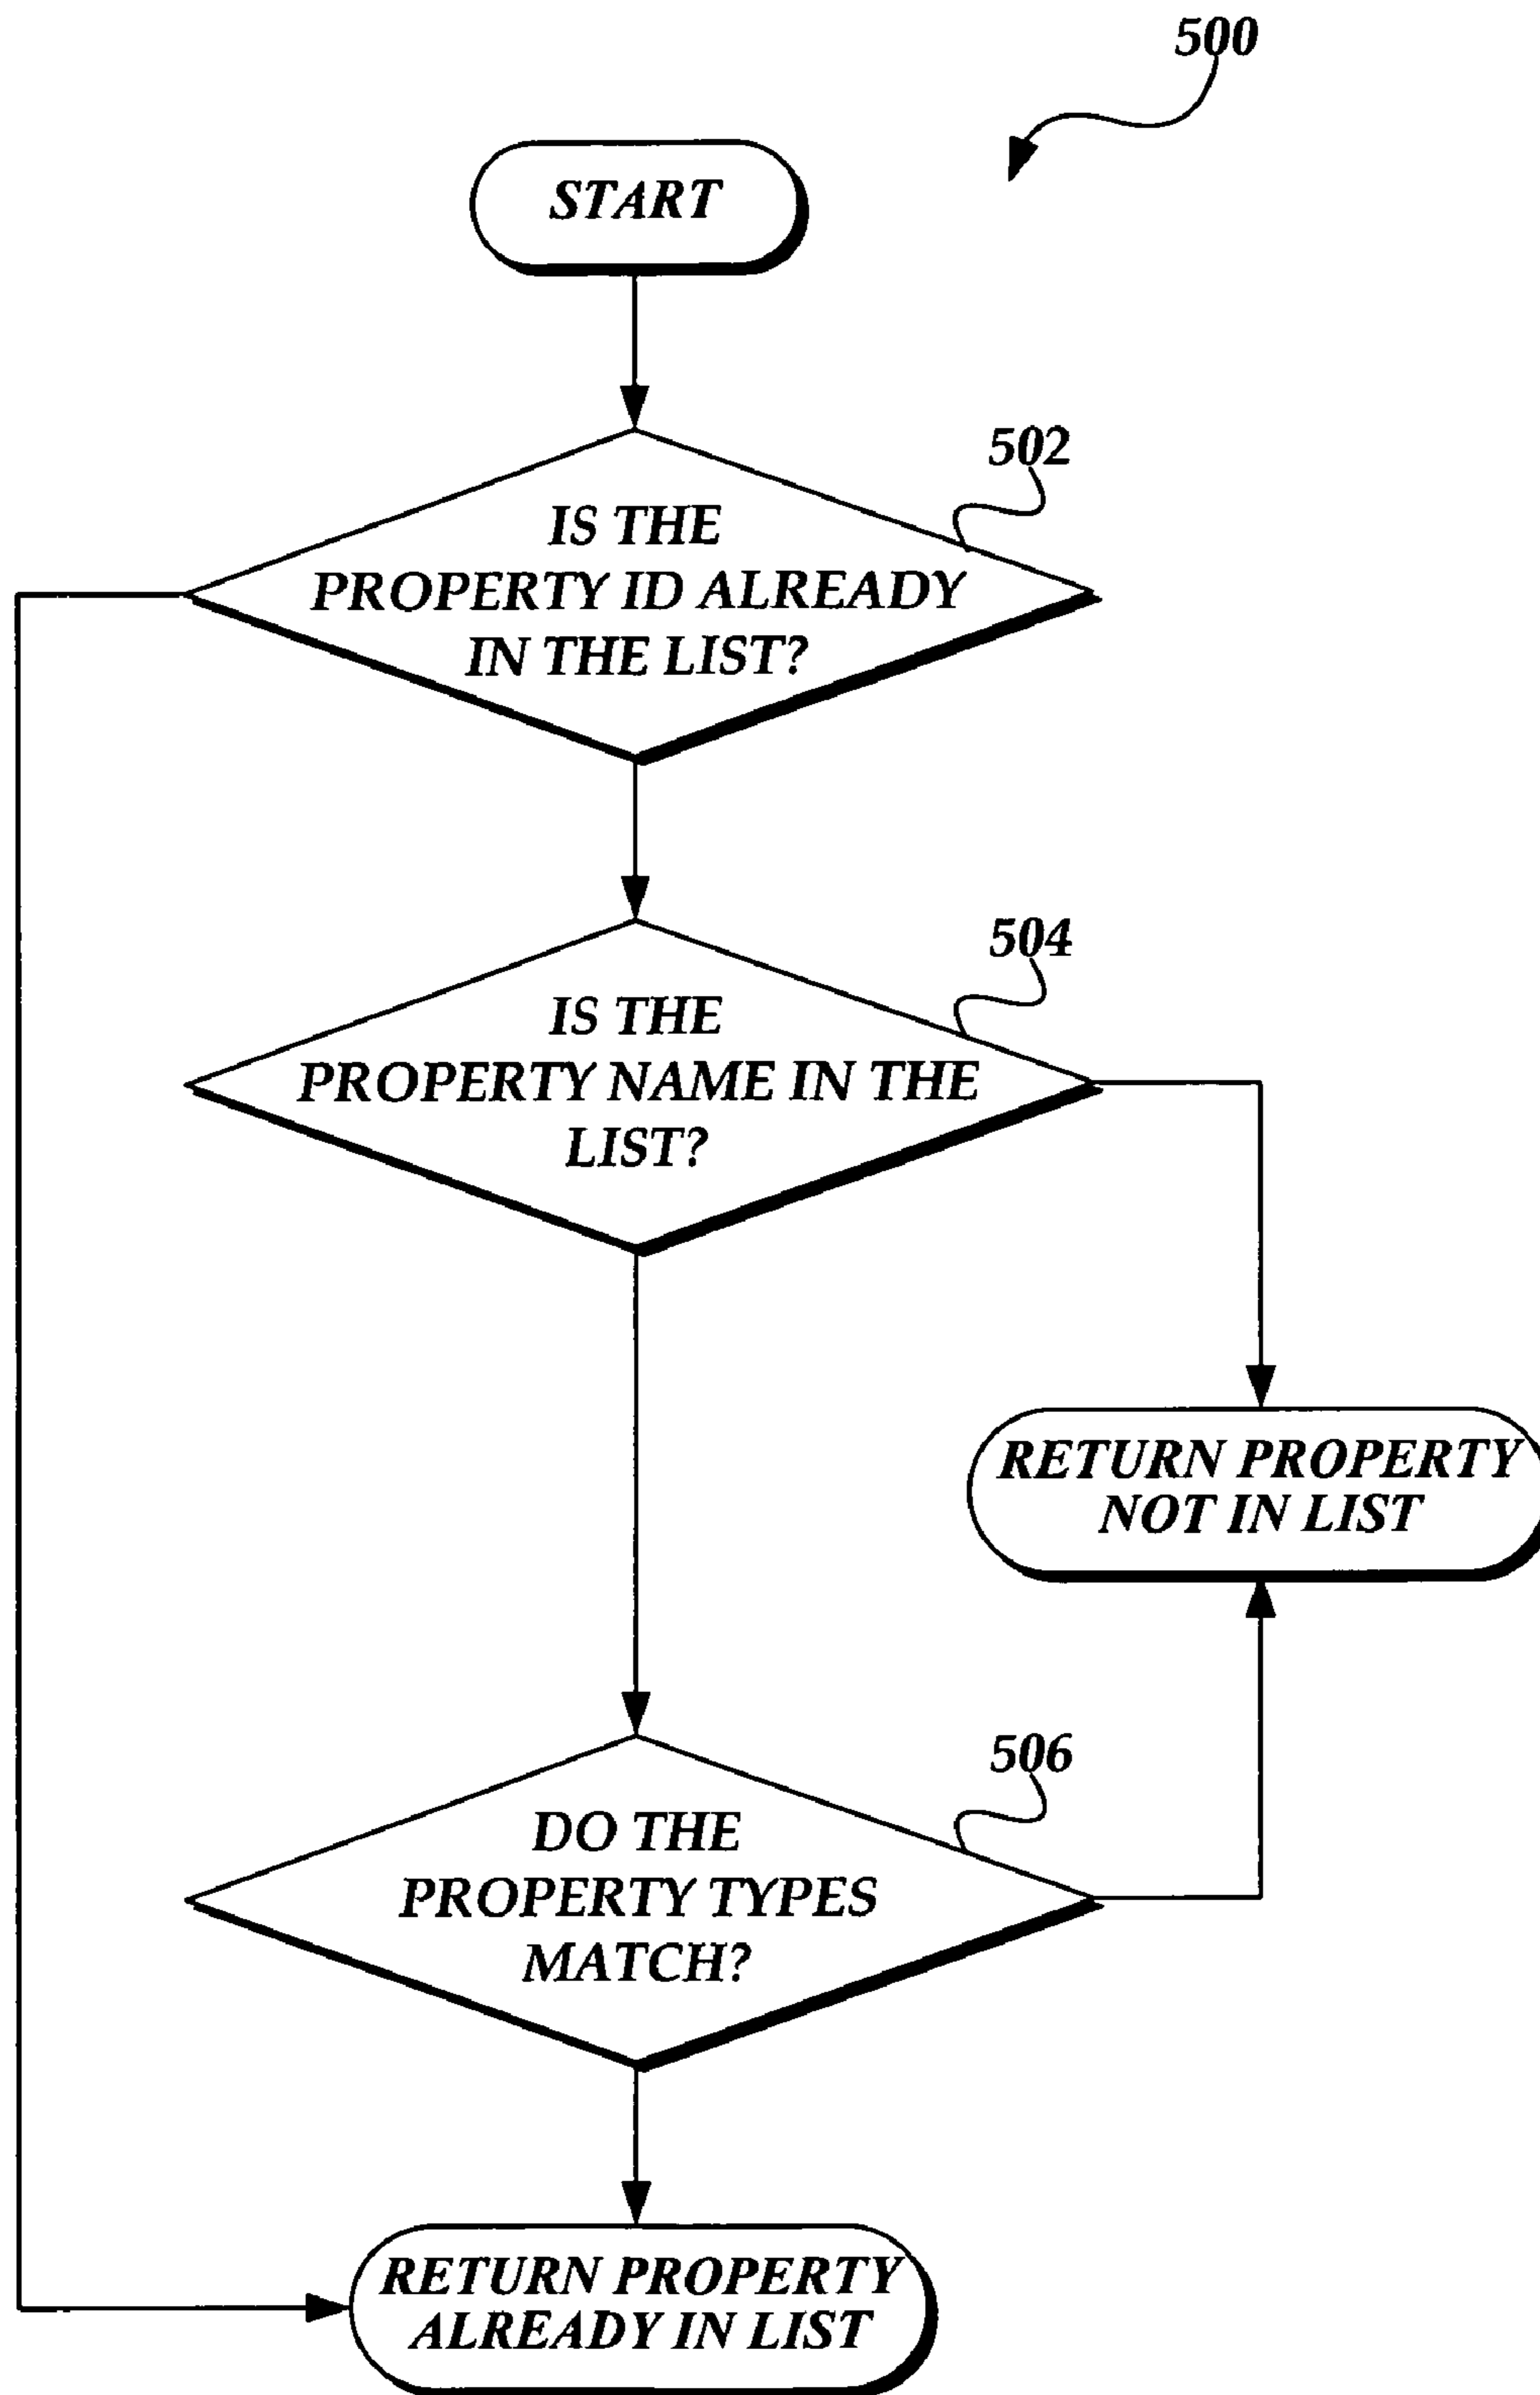 500
START
502
IS THE
PROPERTY ID ALREADY
IN THE LIST?
504
IS THE
PROPERTY NAME IN THE
LIST?
RETURN PROPERTY
NOT IN LIST
506
DO THE
PROPERTY TYPES
MATCH?
RETURN PROPERTY
ALREADY IN LIST